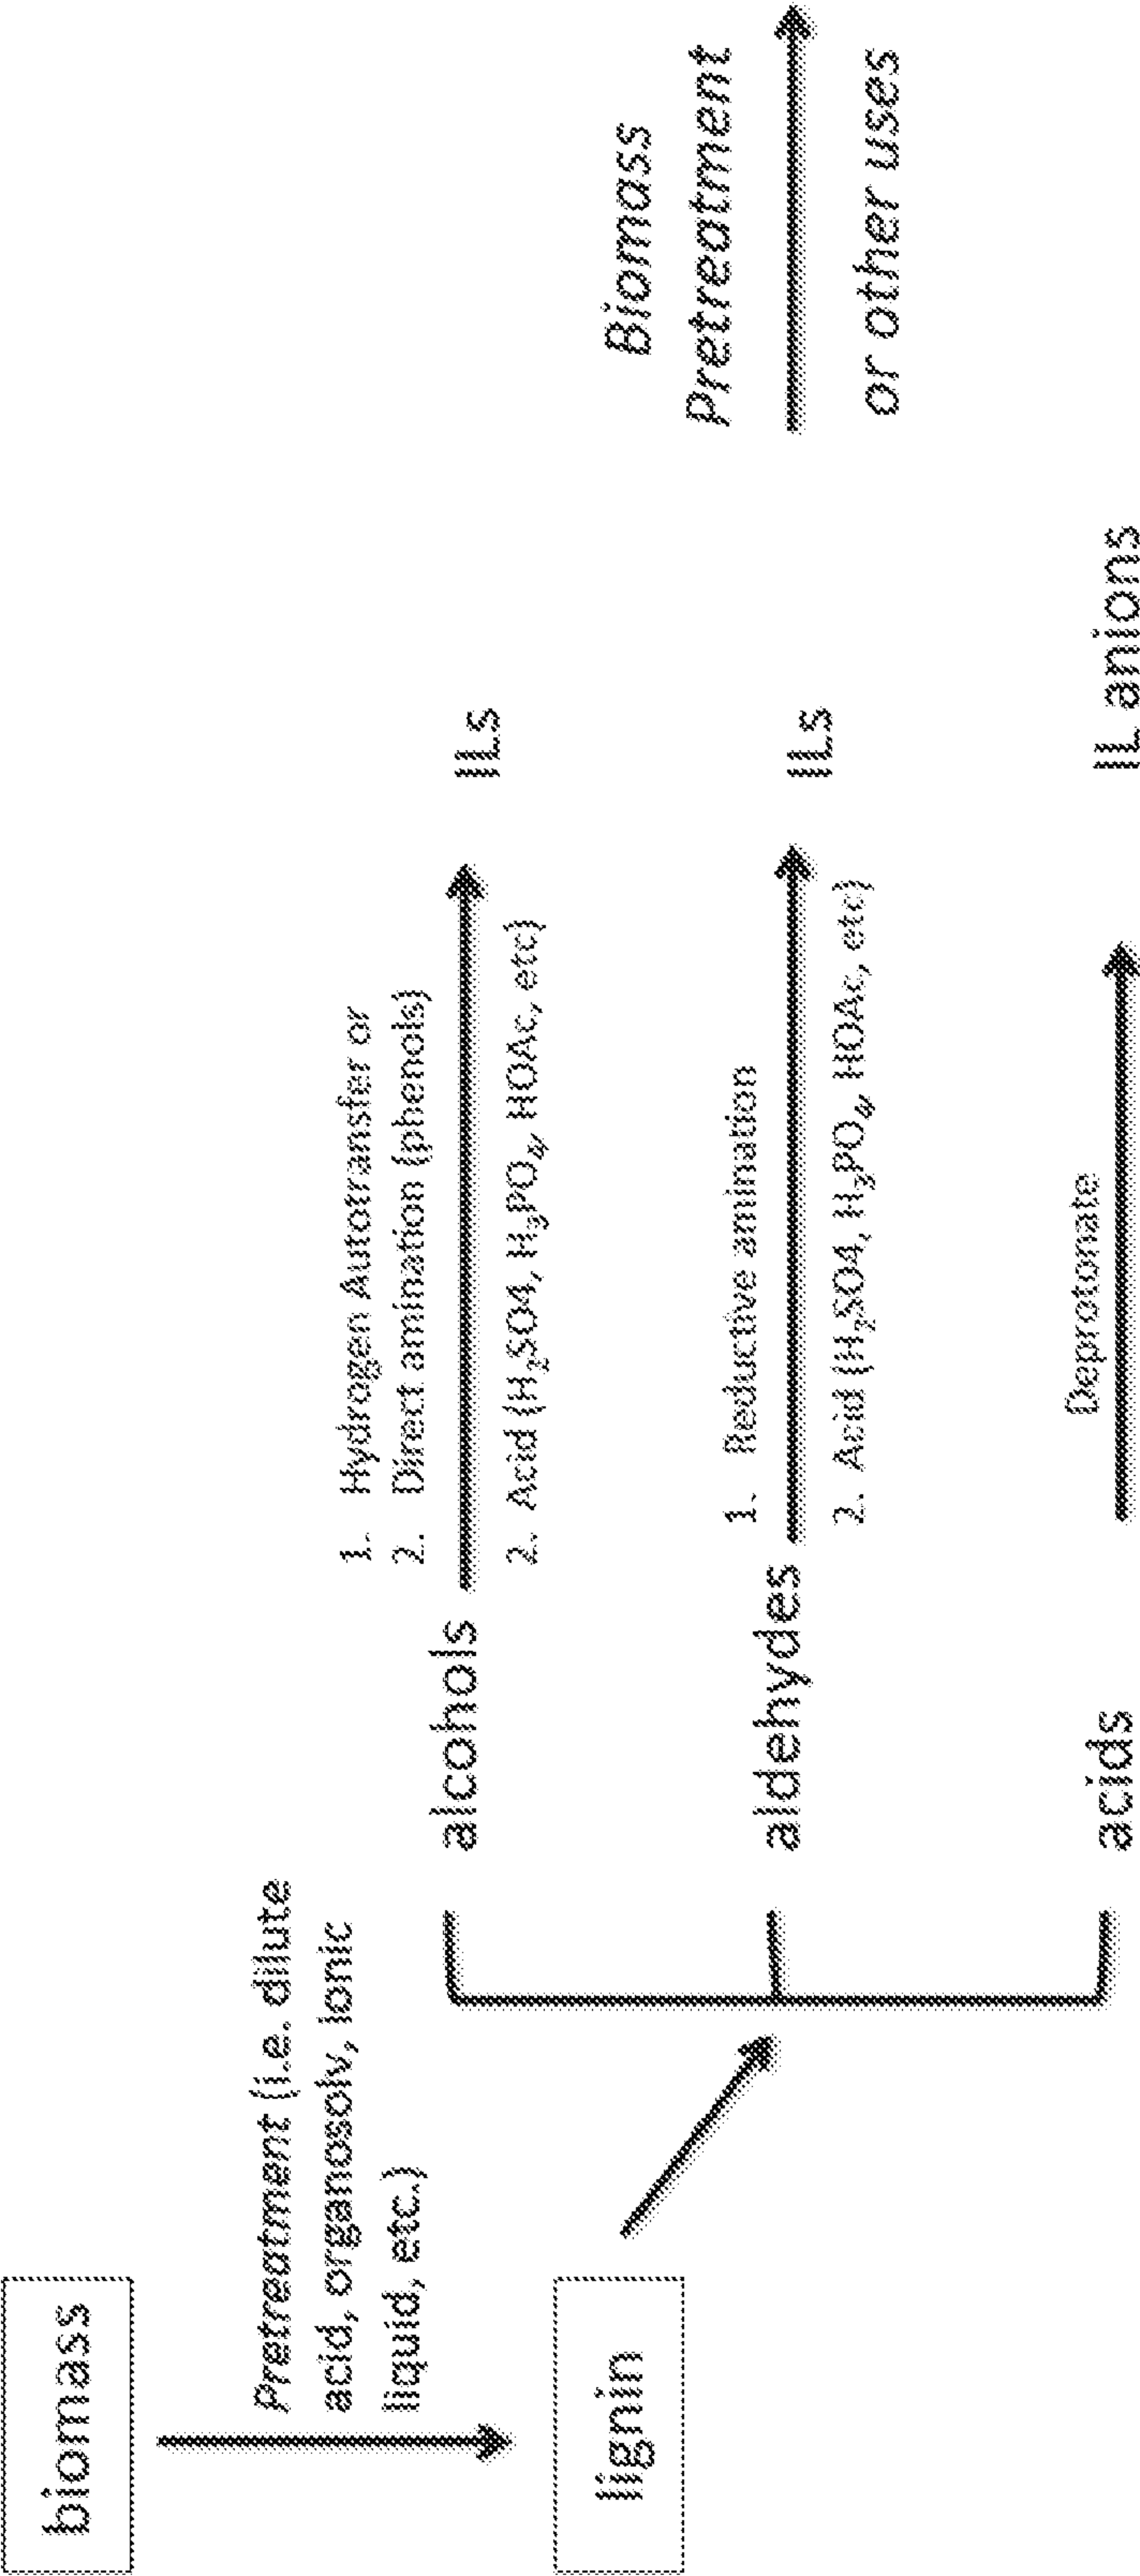 biomass
Pretreatment (i.e. dilute
acid, organosolv, ionic
liquid, etc.)
lignin
alcohols
1. Hydrogen Autotransfer or
2. Direct amination (phenols)
2. Acid (H₂SO4, H₃PO₄, HOAc, etc)
ILs
aldehydes
1. Reductive amination
2. Acid (H₂SO4, H₃PO₄, HOAc, etc)
ILs
acids
Deprotonate
IL anions
Biomass
Pretreatment
or other uses